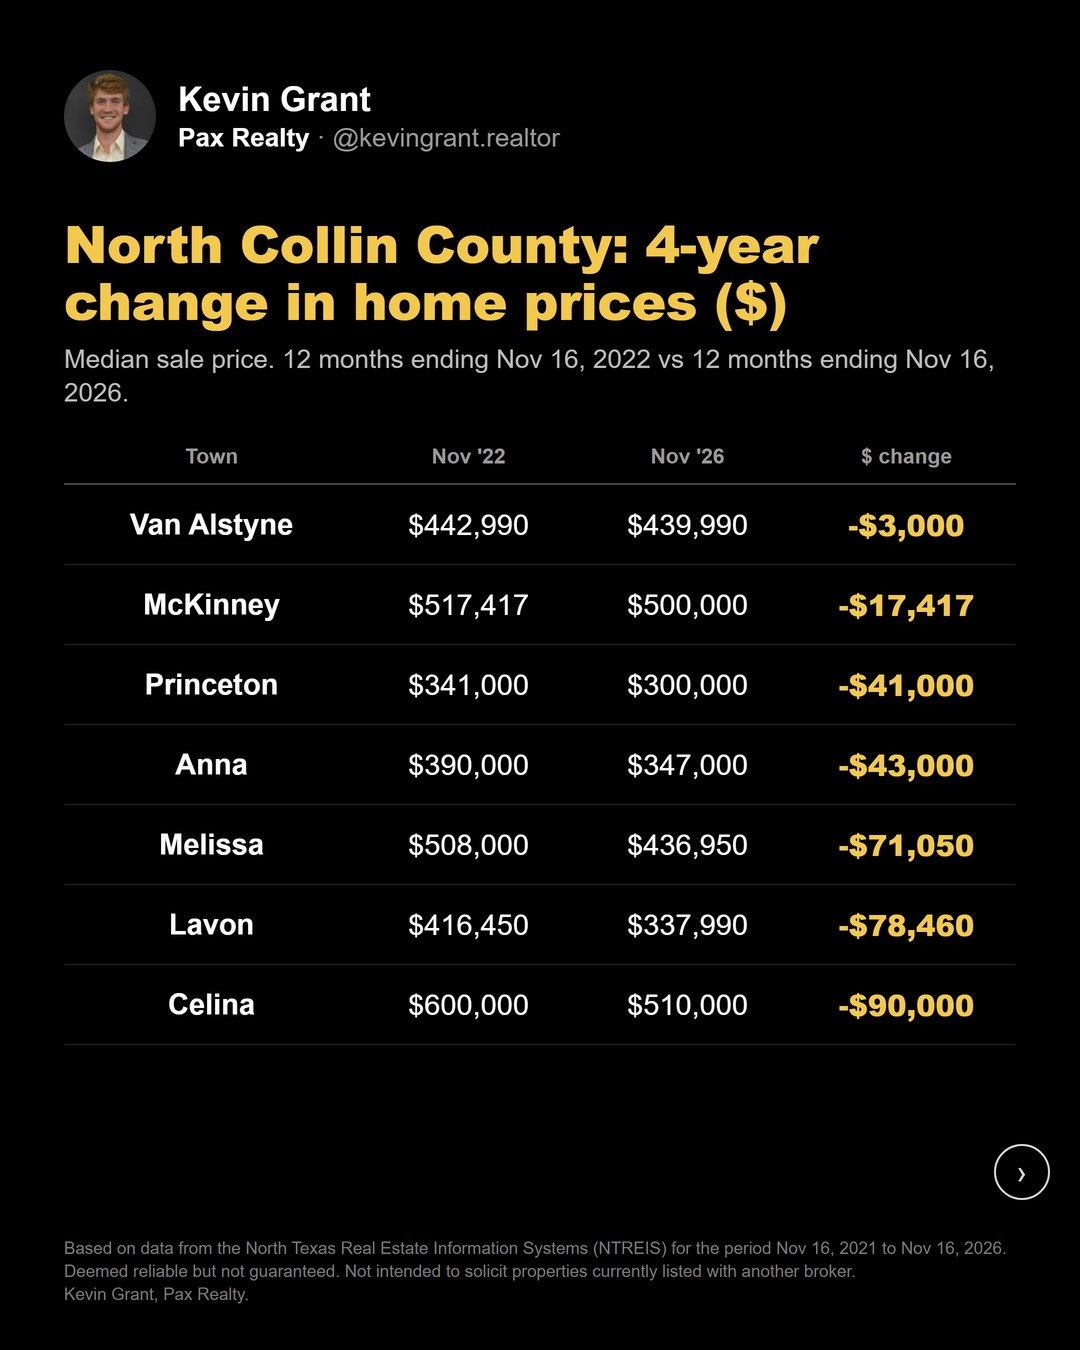 Kevin Grant
Pax Realty · @kevingrant.realtor
North Collin County: 4-year
change in home prices ($)
Median sale price. 12 months ending Nov 16, 2022 vs 12 months ending Nov 16,
2026.
Town Nov '22 Nov '26 $ change
Van Alstyne $442,990 $439,990 -$3,000
McKinney $517,417 $500,000 -$17,417
Princeton $341,000 $300,000 -$41,000
Anna $390,000 $347,000 -$43,000
Melissa $508,000 $436,950 -$71,050
Lavon $416,450 $337,990 -$78,460
Celina $600,000 $510,000 -$90,000
Based on data from the North Texas Real Estate Information Systems (NTREIS) for the period Nov 16, 2021 to Nov 16, 2026.
Deemed reliable but not guaranteed. Not intended to solicit properties currently listed with another broker.
Kevin Grant, Pax Realty.